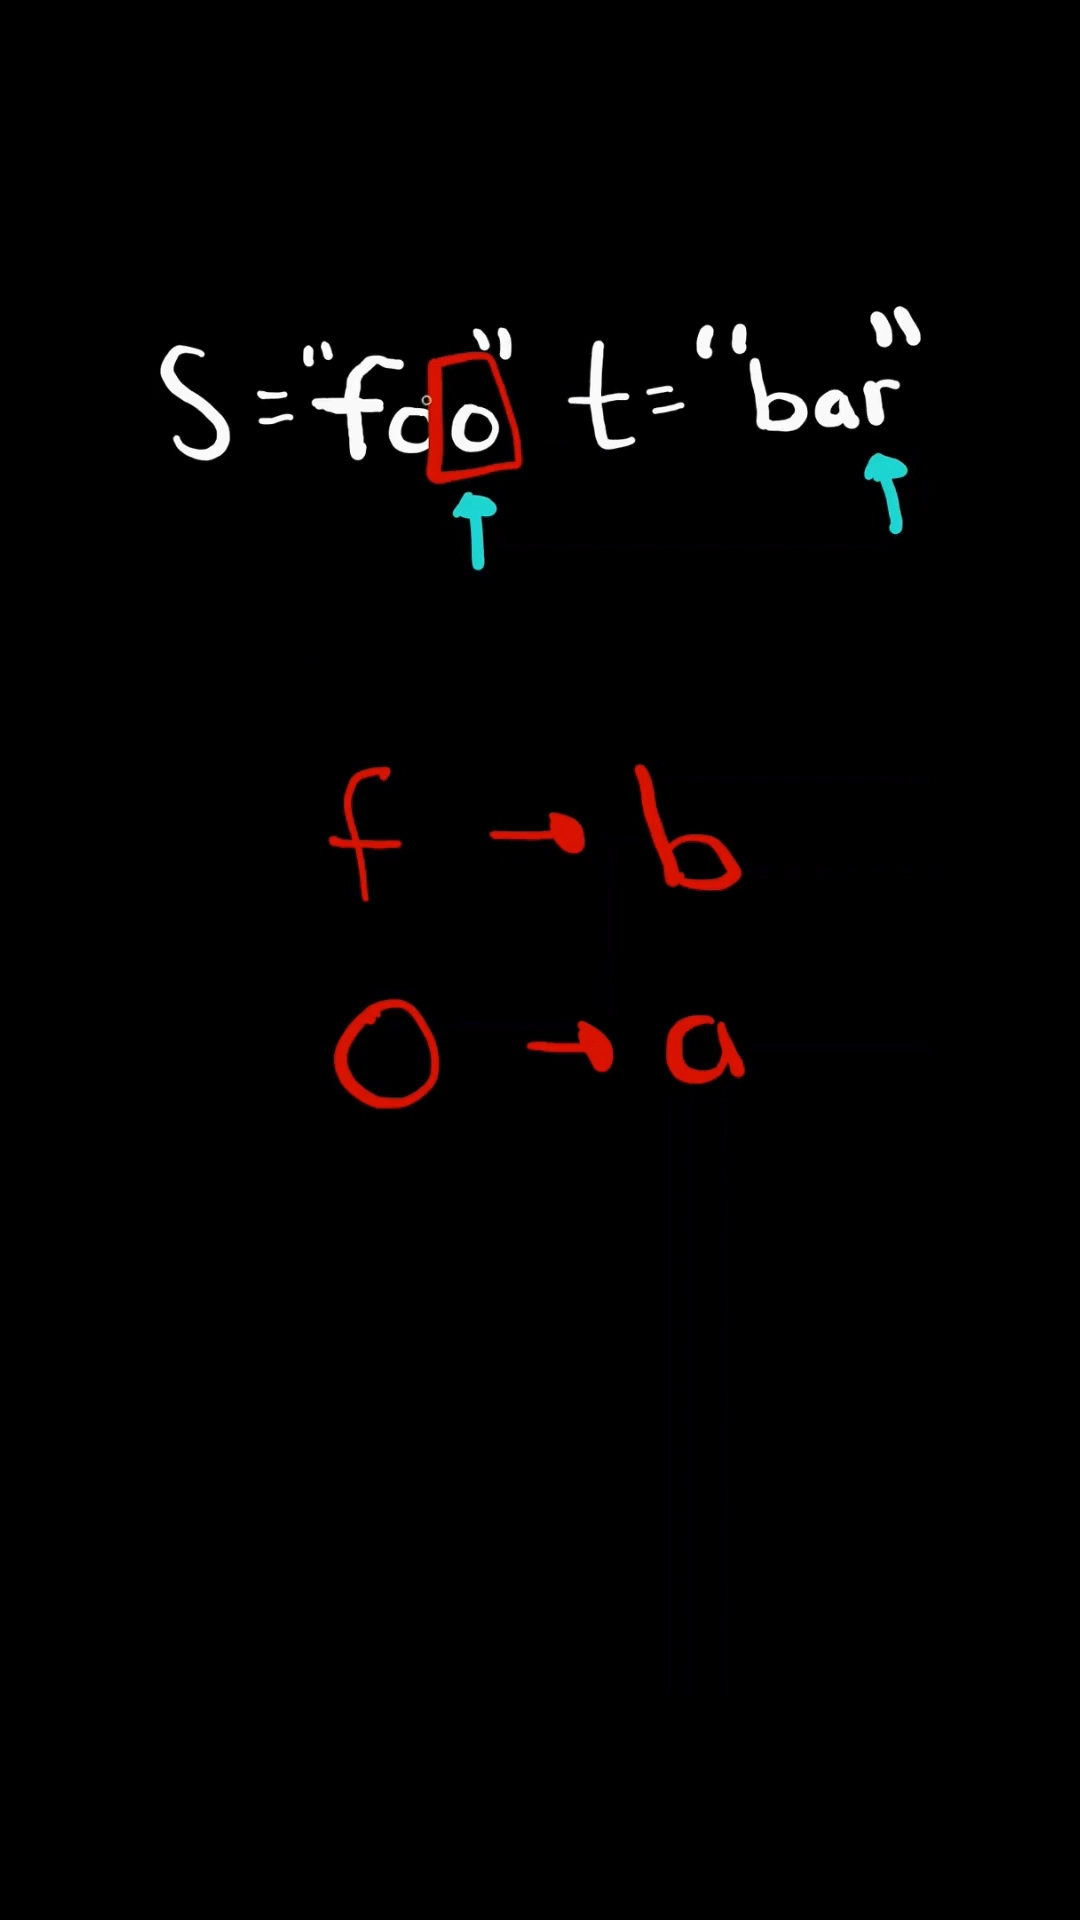 S = "foo" t = "bar"
f → b
o → a